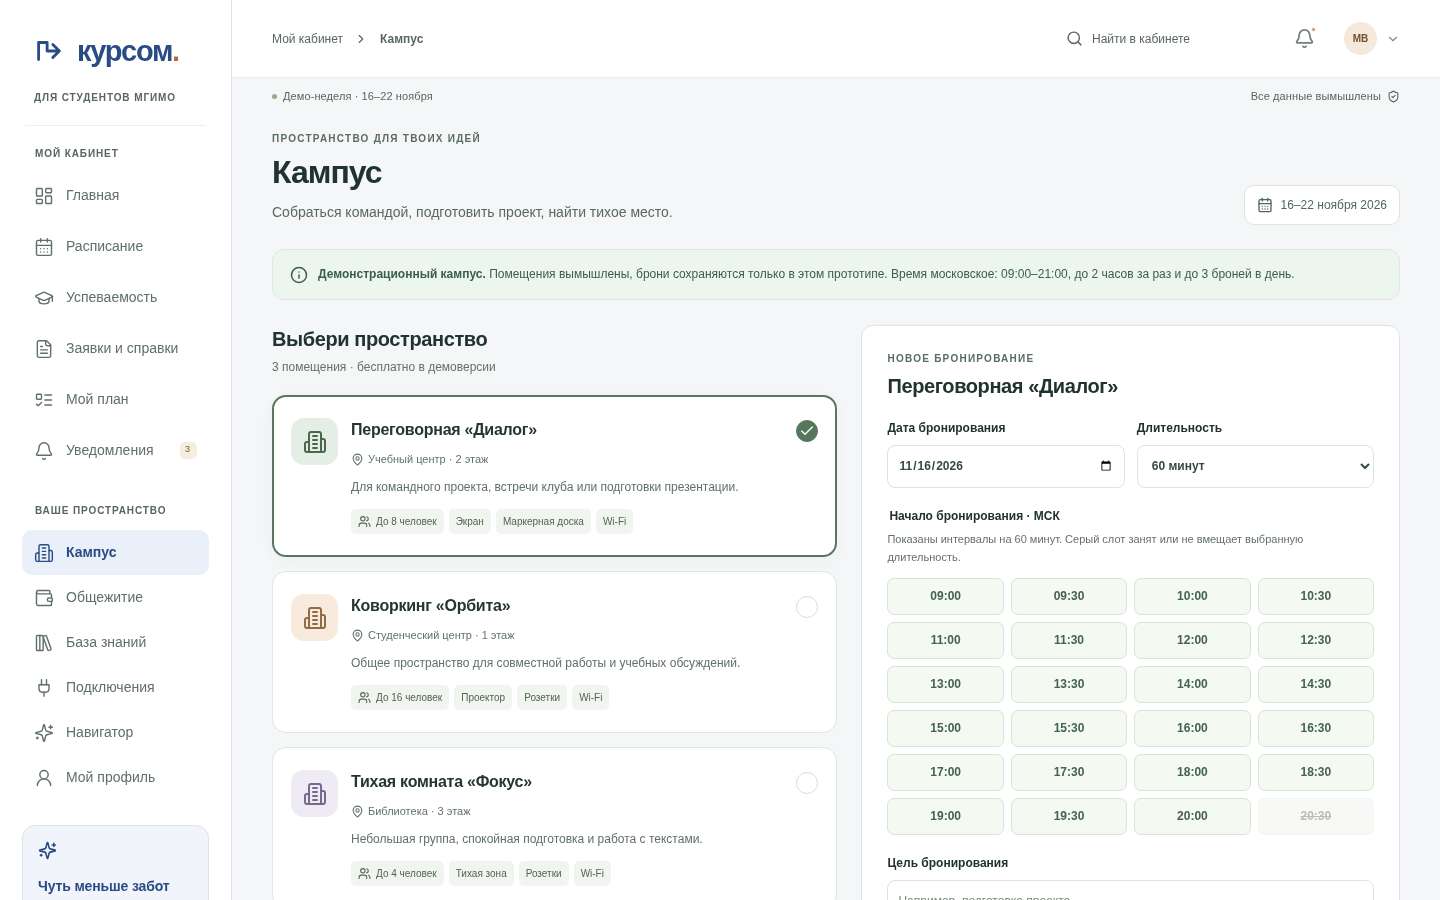 курсом.
ДЛЯ СТУДЕНТОВ МГИМО
МОЙ КАБИНЕТ
Главная
Расписание
Успеваемость
Заявки и справки
Мой план
Уведомления 3
ВАШЕ ПРОСТРАНСТВО
Кампус
Общежитие
База знаний
Подключения
Навигатор
Мой профиль
Чуть меньше забот
Мой кабинет Кампус
Найти в кабинете
МВ
Демо-неделя · 16–22 ноября
Все данные вымышлены
ПРОСТРАНСТВО ДЛЯ ТВОИХ ИДЕЙ
Кампус
Собраться командой, подготовить проект, найти тихое место.
16–22 ноября 2026
Демонстрационный кампус. Помещения вымышлены, брони сохраняются только в этом прототипе. Время московское: 09:00–21:00, до 2 часов за раз и до 3 броней в день.
Выбери пространство
3 помещения · бесплатно в демоверсии
Переговорная «Диалог»
Учебный центр · 2 этаж
Для командного проекта, встречи клуба или подготовки презентации.
До 8 человек Экран Маркерная доска Wi-Fi
Коворкинг «Орбита»
Студенческий центр · 1 этаж
Общее пространство для совместной работы и учебных обсуждений.
До 16 человек Проектор Розетки Wi-Fi
Тихая комната «Фокус»
Библиотека · 3 этаж
Небольшая группа, спокойная подготовка и работа с текстами.
До 4 человек Тихая зона Розетки Wi-Fi
НОВОЕ БРОНИРОВАНИЕ
Переговорная «Диалог»
Дата бронирования Длительность
11/16/2026 60 минут
Начало бронирования · МСК
Показаны интервалы на 60 минут. Серый слот занят или не вмещает выбранную
длительность.
09:00 09:30 10:00 10:30
11:00 11:30 12:00 12:30
13:00 13:30 14:00 14:30
15:00 15:30 16:00 16:30
17:00 17:30 18:00 18:30
19:00 19:30 20:00 20:30
Цель бронирования
Например, подготовка проекта